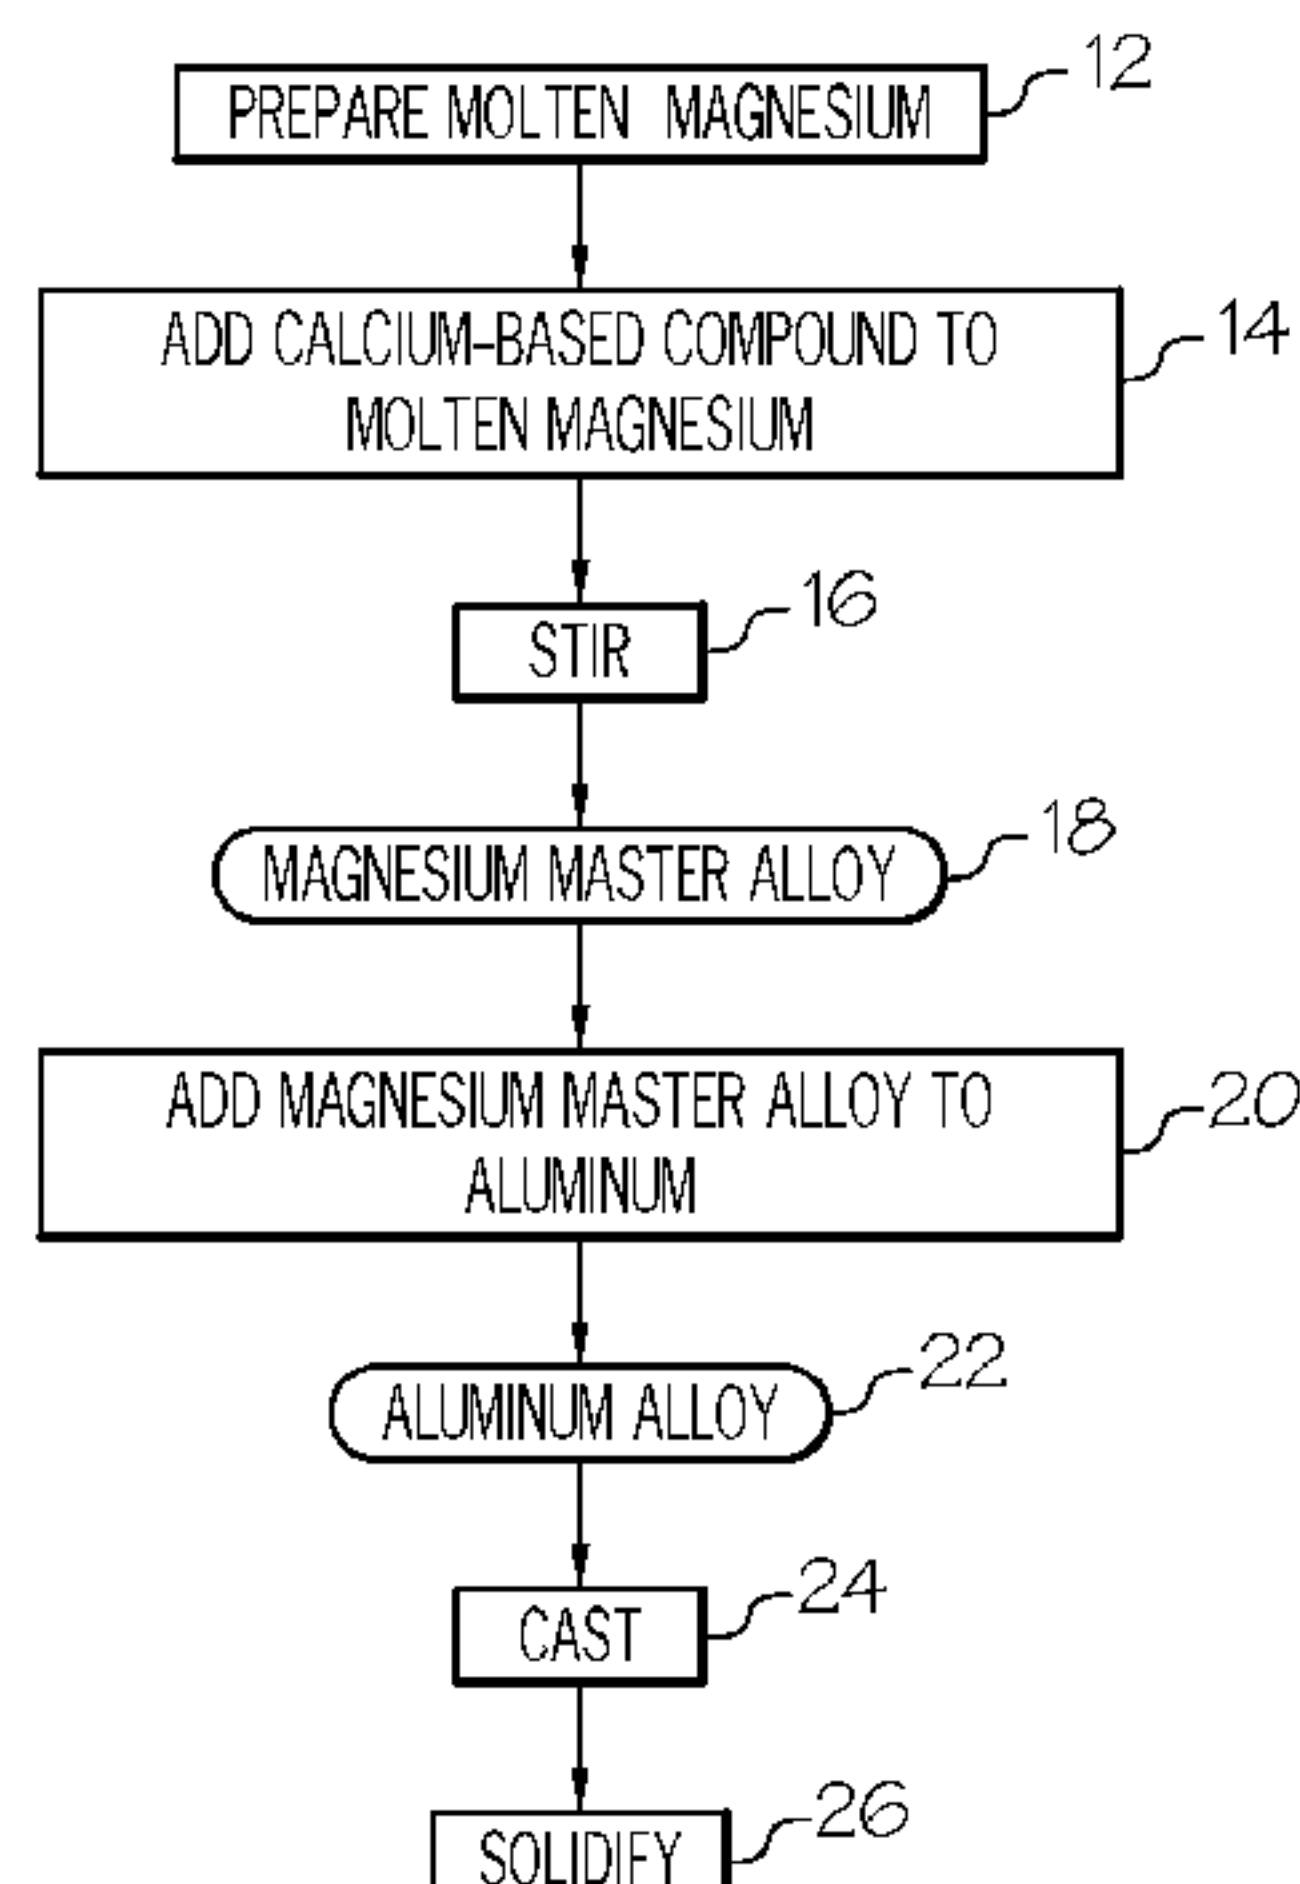 12
PREPARE MOLTEN MAGNESIUM
14
ADD CALCIUM-BASED COMPOUND TO
MOLTEN MAGNESIUM
16
STIR
18
MAGNESIUM MASTER ALLOY
20
ADD MAGNESIUM MASTER ALLOY TO
ALUMINUM
22
ALUMINUM ALLOY
24
CAST
26
SOLIDIFY